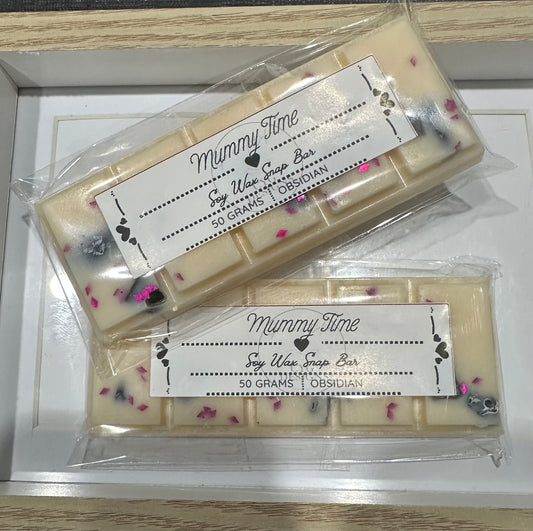 Mummy Time
Soy Wax Snap Bar
50 GRAMS OBSIDIAN
Mummy Time
Soy Wax Snap Bar
50 GRAMS OBSIDIAN